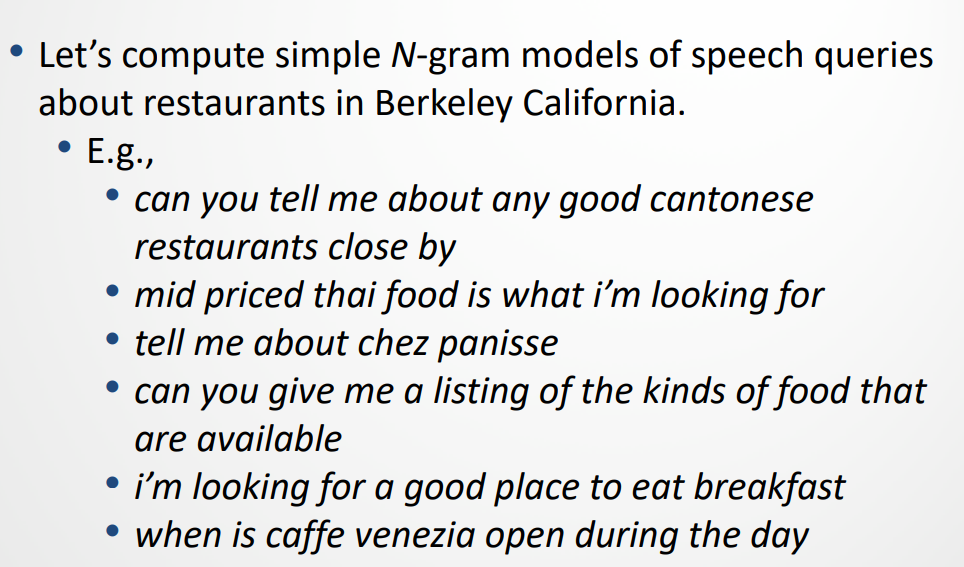 • Let’s compute simple N-gram models of speech queries
about restaurants in Berkeley California.
• E.g.,
• can you tell me about any good cantonese
restaurants close by
• mid priced thai food is what i’m looking for
• tell me about chez panisse
• can you give me a listing of the kinds of food that
are available
• i’m looking for a good place to eat breakfast
• when is caffe venezia open during the day